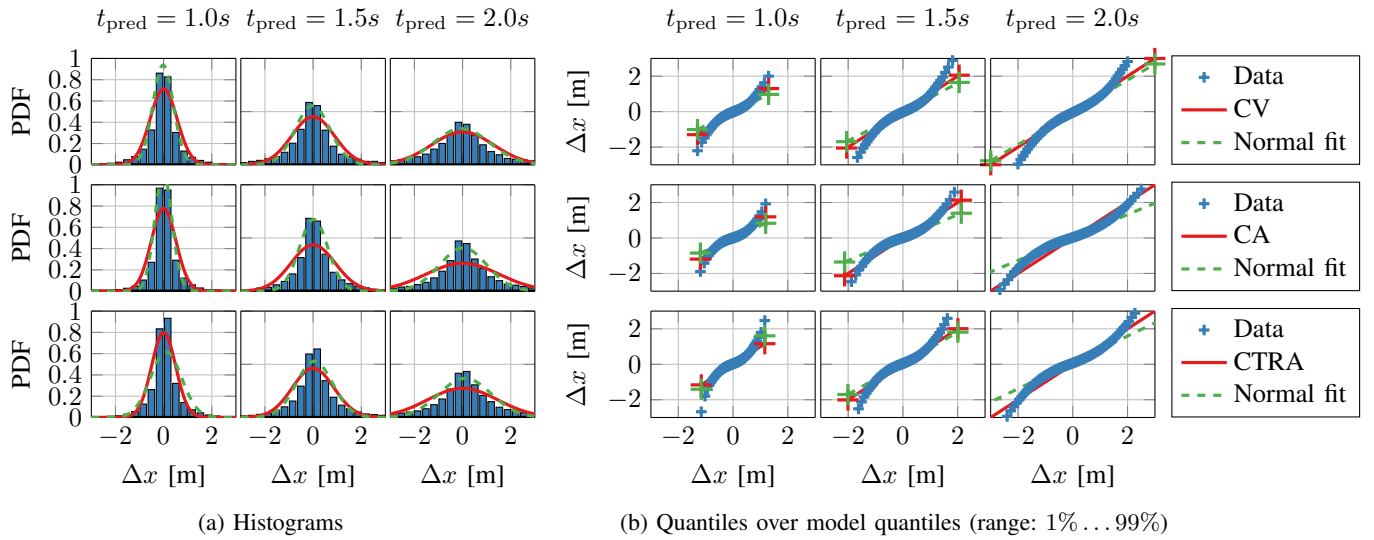 t_pred = 1.0s t_pred = 1.5s t_pred = 2.0s t_pred = 1.0s t_pred = 1.5s t_pred = 2.0s
PDF
1
0.8
0.6
0.4
0.2
0
PDF
1
0.8
0.6
0.4
0.2
0
PDF
1
0.8
0.6
0.4
0.2
0
−2 0 2 −2 0 2 −2 0 2
Δx [m] Δx [m] Δx [m]
(a) Histograms
Δx [m]
2
0
−2
Δx [m]
2
0
−2
Δx [m]
2
0
−2
−2 0 2 −2 0 2 −2 0 2
Δx [m] Δx [m] Δx [m]
Data
CV
Normal fit
Data
CA
Normal fit
Data
CTRA
Normal fit
(b) Quantiles over model quantiles (range: 1% … 99%)